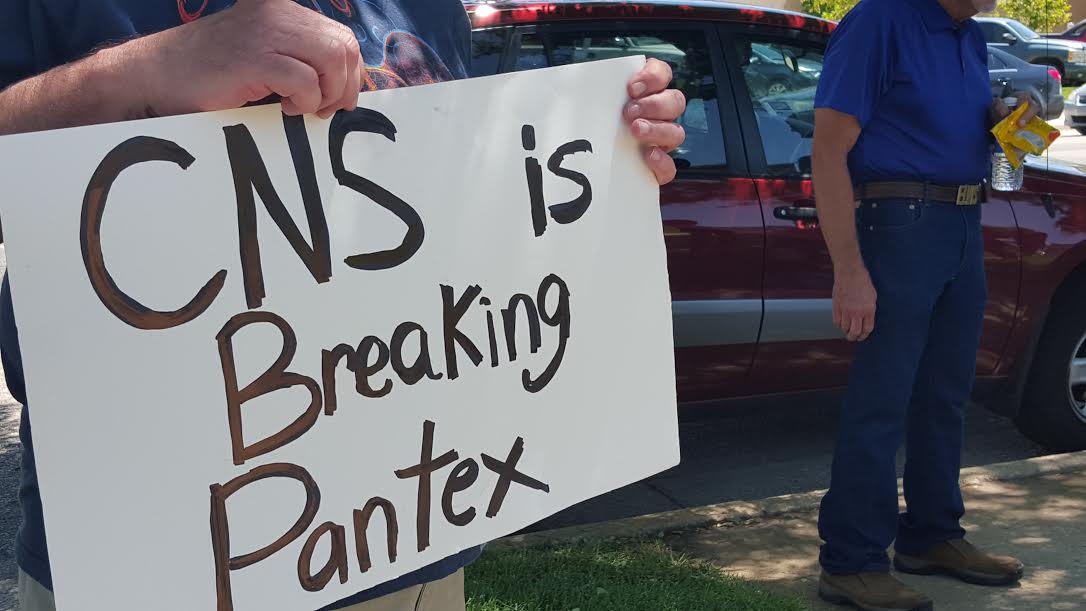 CNS is
Breaking
Pantex